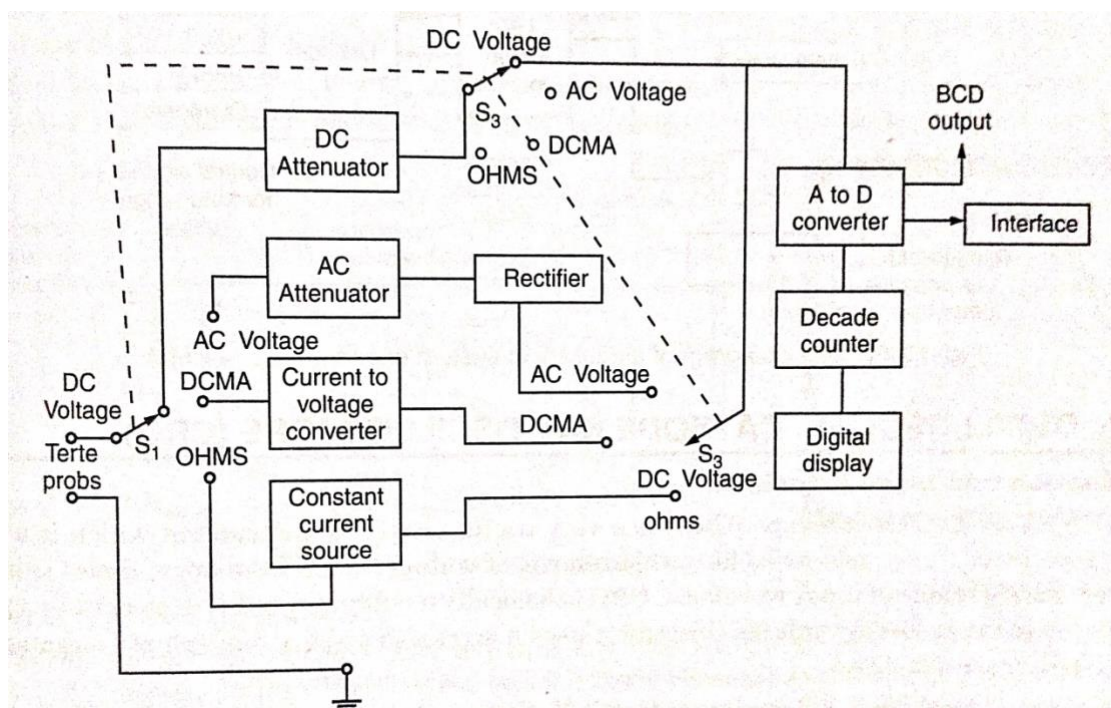 DC Voltage
S3
AC Voltage
DCMA
OHMS
DC
Attenuator
BCD
output
A to D
converter
Interface
AC
Attenuator
Rectifier
AC Voltage
Decade
counter
DC
Voltage
S1
Terte
probs
DCMA
Current to
voltage
converter
OHMS
AC Voltage
DCMA
S3
DC Voltage
ohms
Digital
display
Constant
current
source